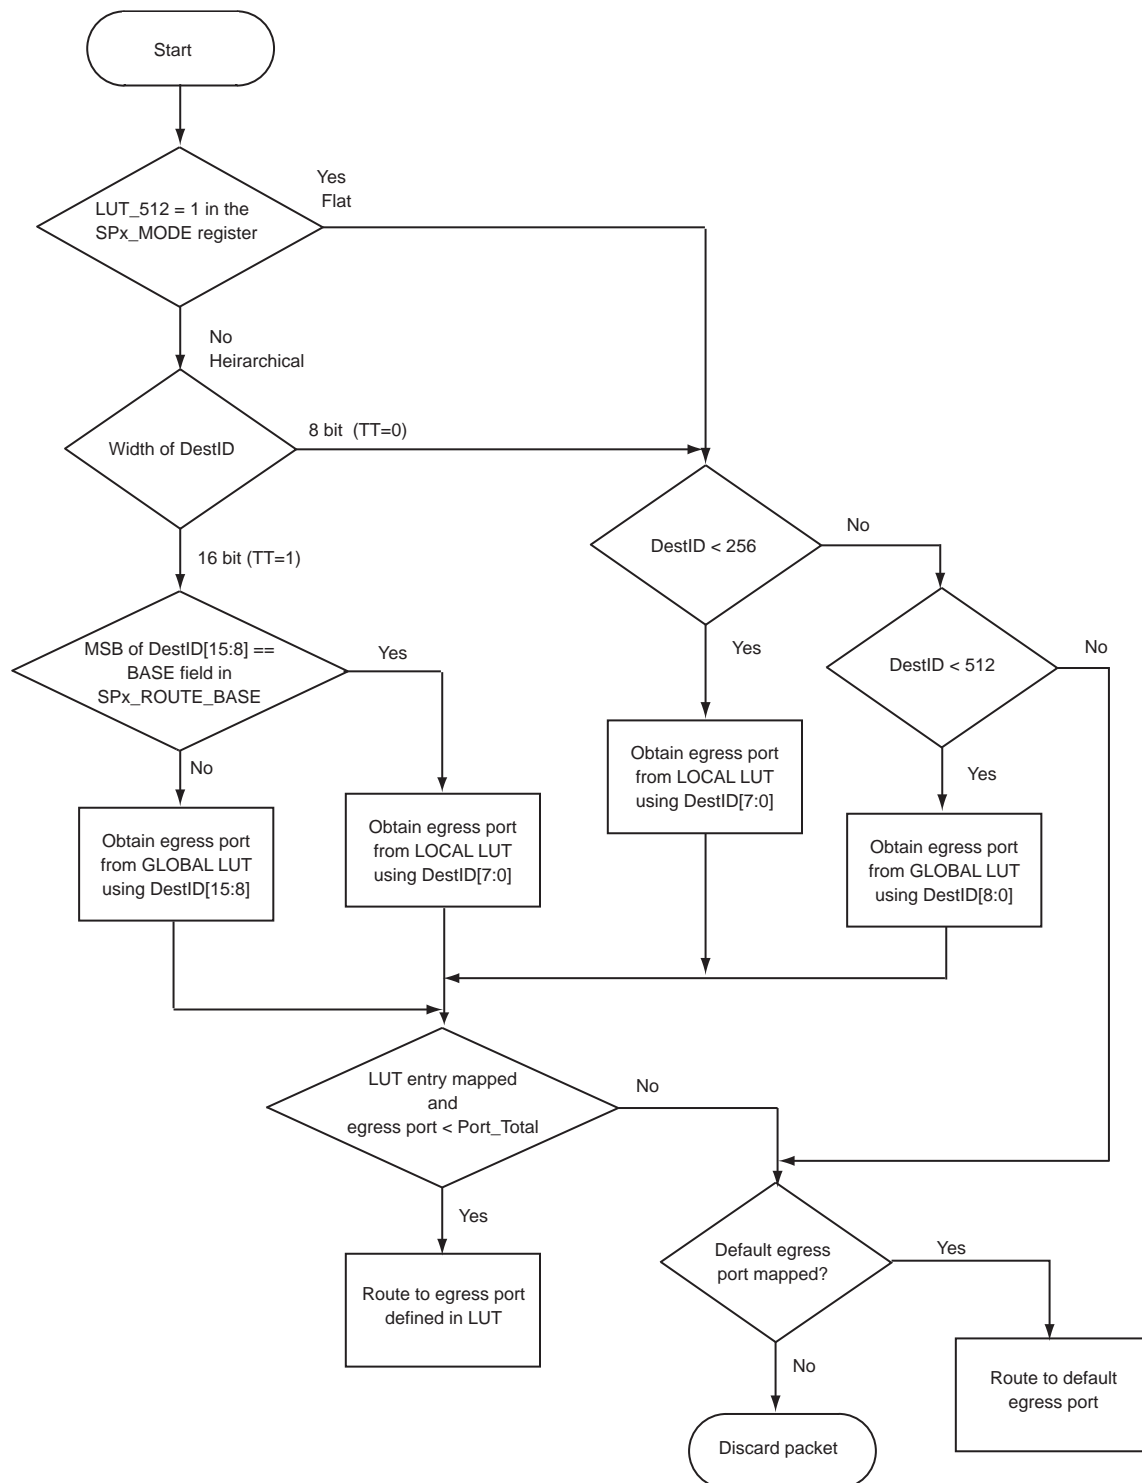 Start
Yes
Flat
LUT_512 = 1 in the
SPx_MODE register
No
Heirarchical
8 bit  (TT=0)
Width of DestID
No
DestID < 256
16 bit (TT=1)
MSB of DestID[15:8] ==
BASE field in
SPx_ROUTE_BASE
Yes
Yes
No
DestID < 512
No
Obtain egress port
from LOCAL LUT
using DestID[7:0]
Yes
Obtain egress port
from GLOBAL LUT
using DestID[15:8]
Obtain egress port
from LOCAL LUT
using DestID[7:0]
Obtain egress port
from GLOBAL LUT
using DestID[8:0]
LUT entry mapped
and
egress port < Port_Total
No
Yes
Default egress
port mapped?
Yes
Route to egress port
defined in LUT
No
Route to default
egress port
Discard packet